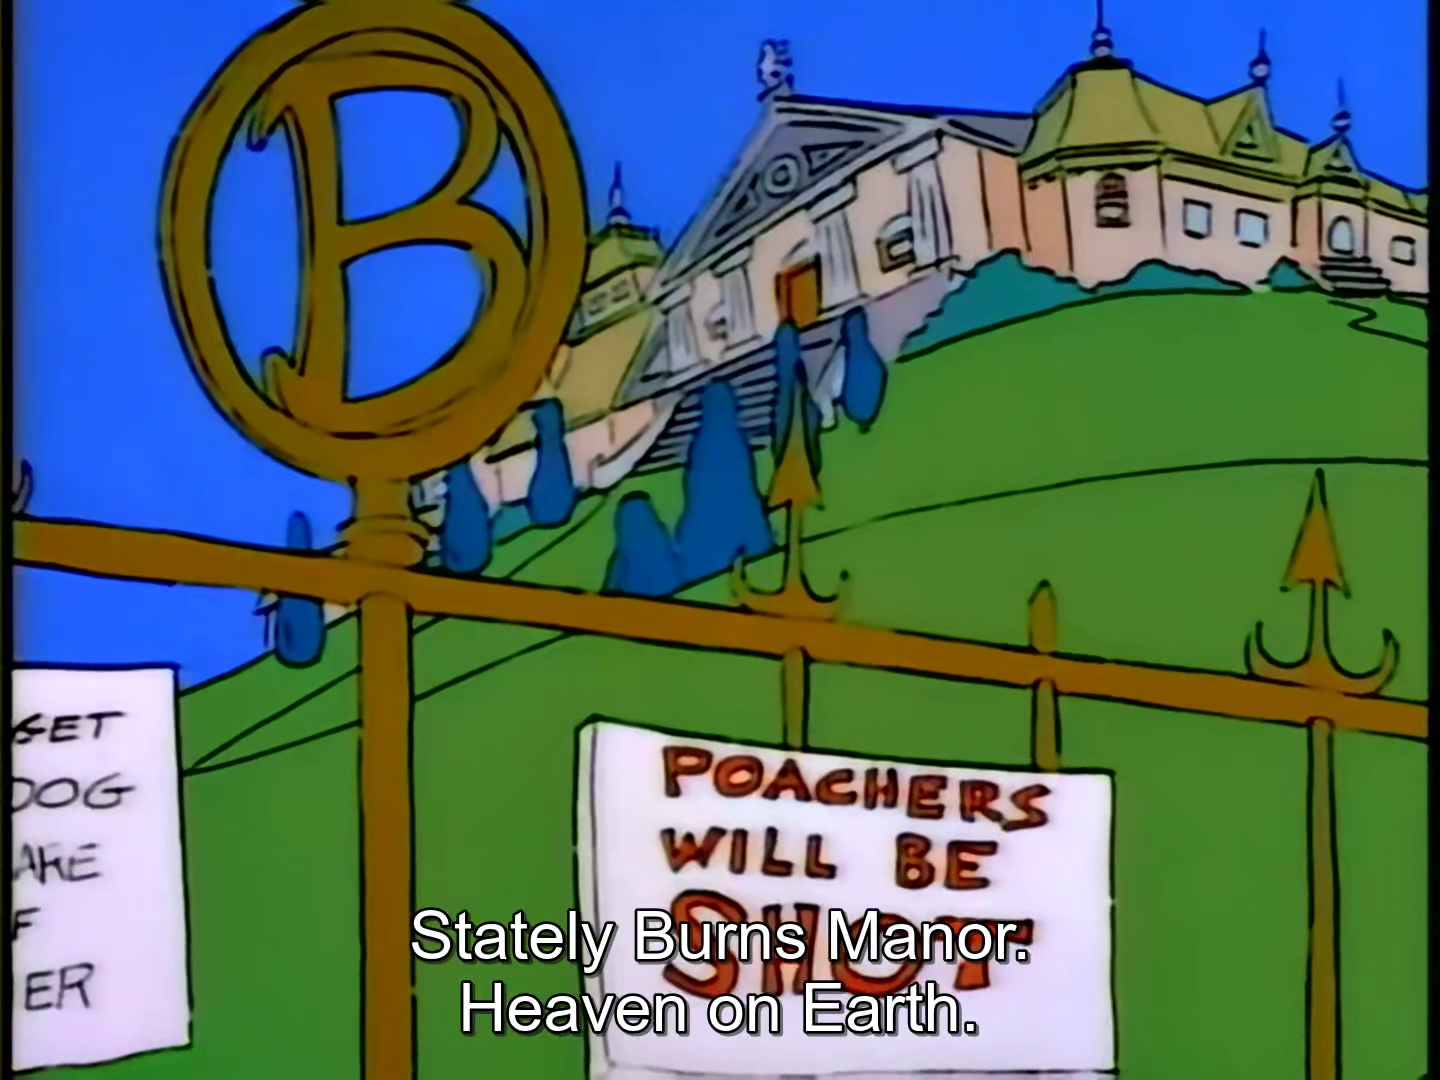 B
GET
DOG
ARE
F
ER
POACHERS
WILL BE
SHOT
Stately Burns Manor.
Heaven on Earth.